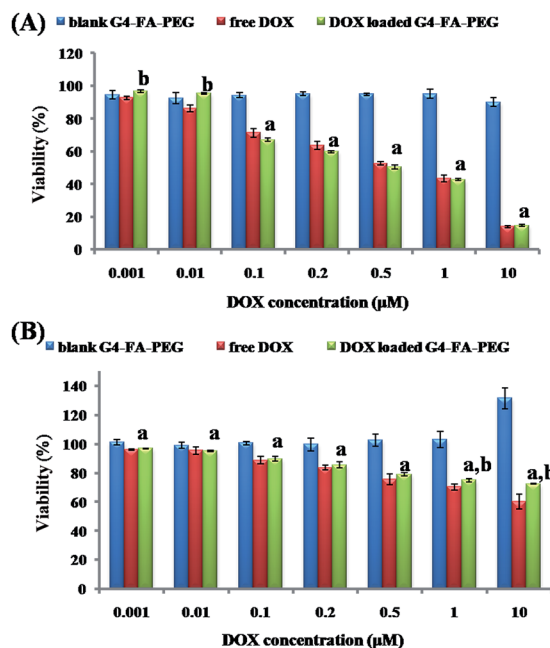 (A)
blank G4-FA-PEG free DOX DOX loaded G4-FA-PEG
120
100
80
60
40
20
0
Viability (%)
b b a a a a a
0.001 0.01 0.1 0.2 0.5 1 10
DOX concentration (μM)
(B)
blank G4-FA-PEG free DOX DOX loaded G4-FA-PEG
140
120
100
80
60
40
20
0
Viability (%)
a a a a a a,b a,b
0.001 0.01 0.1 0.2 0.5 1 10
DOX concentration (μM)